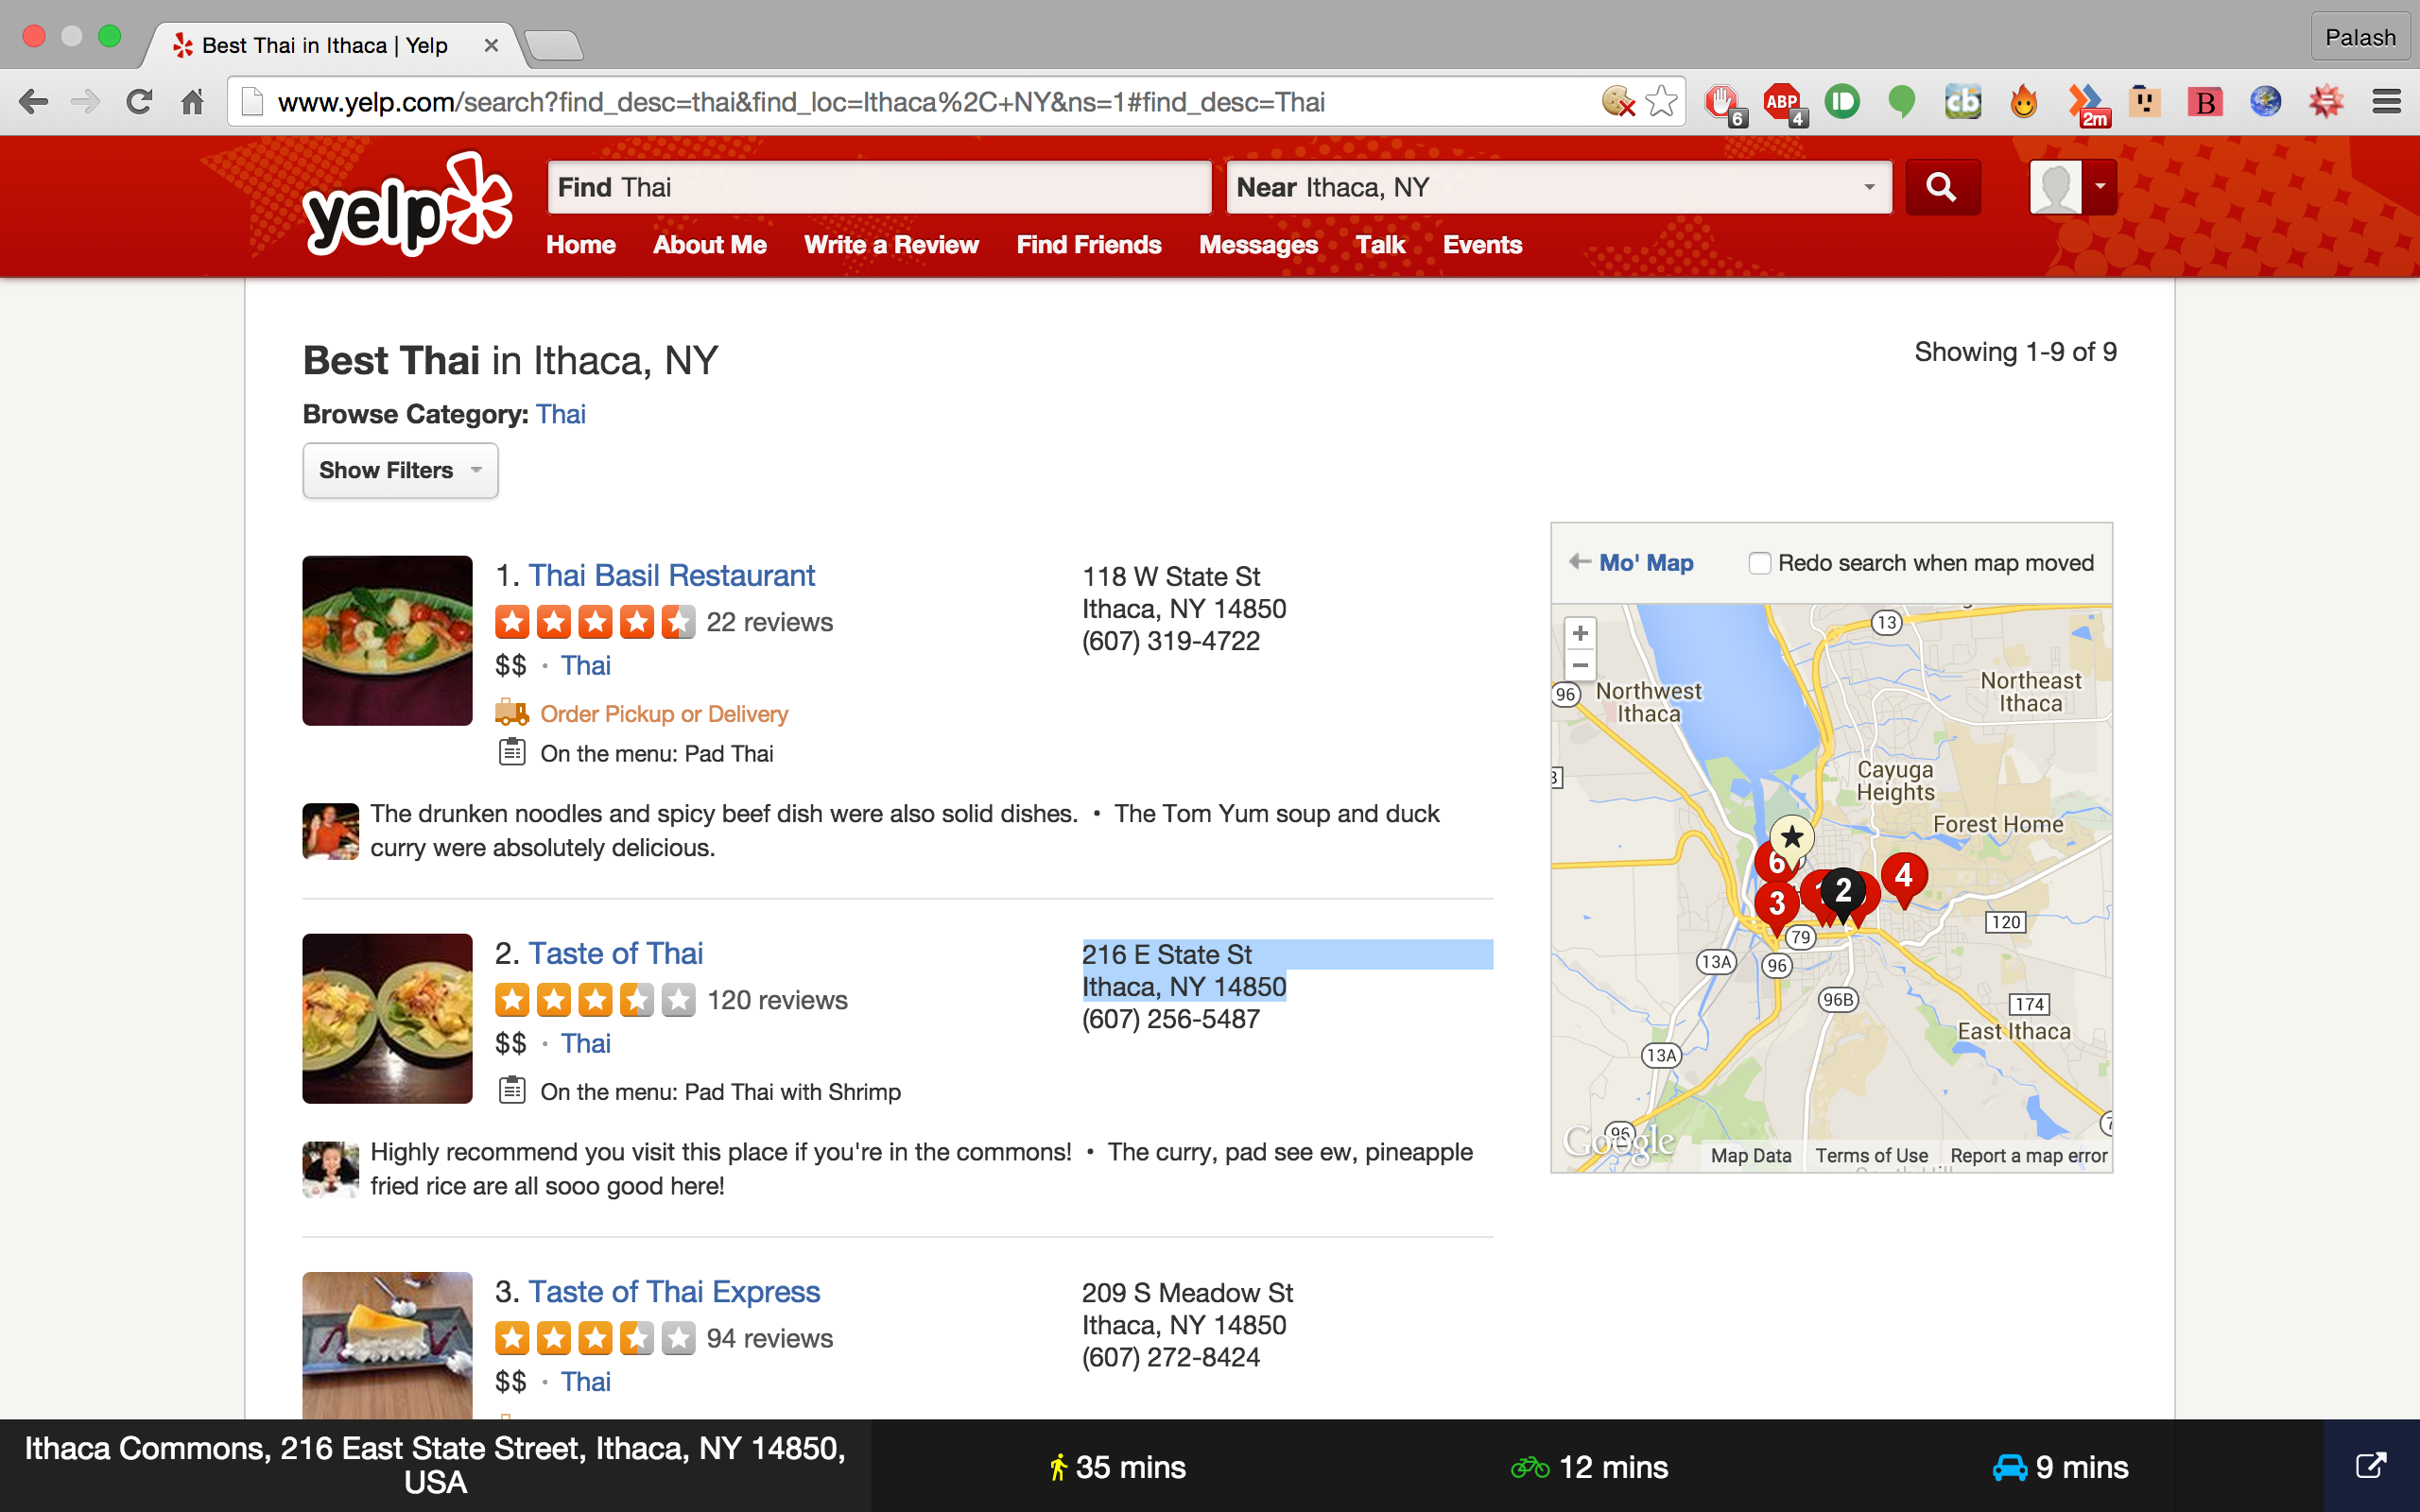 Best Thai in Ithaca | Yelp
Palash
www.yelp.com/search?find_desc=thai&find_loc=Ithaca%2C+NY&ns=1#find_desc=Thai
6
ABP
4
cb
2m
B
yelp
Find Thai
Near Ithaca, NY
Home About Me Write a Review Find Friends Messages Talk Events
Best Thai in Ithaca, NY
Showing 1-9 of 9
Browse Category: Thai
Show Filters
1. Thai Basil Restaurant
22 reviews
$$ · Thai
Order Pickup or Delivery
On the menu: Pad Thai
118 W State St
Ithaca, NY 14850
(607) 319-4722
The drunken noodles and spicy beef dish were also solid dishes. • The Tom Yum soup and duck
curry were absolutely delicious.
2. Taste of Thai
120 reviews
$$ · Thai
On the menu: Pad Thai with Shrimp
216 E State St
Ithaca, NY 14850
(607) 256-5487
Highly recommend you visit this place if you're in the commons! • The curry, pad see ew, pineapple
fried rice are all sooo good here!
3. Taste of Thai Express
94 reviews
$$ · Thai
209 S Meadow St
Ithaca, NY 14850
(607) 272-8424
Mo' Map
Redo search when map moved
+
−
13
96
Northwest
Ithaca
Northeast
Ithaca
Cayuga
Heights
Forest Home
6
4
2
3
79
120
13A
96
96B
174
East Ithaca
13A
96
Google
Map Data
Terms of Use
Report a map error
Ithaca Commons, 216 East State Street, Ithaca, NY 14850,
USA
35 mins
12 mins
9 mins